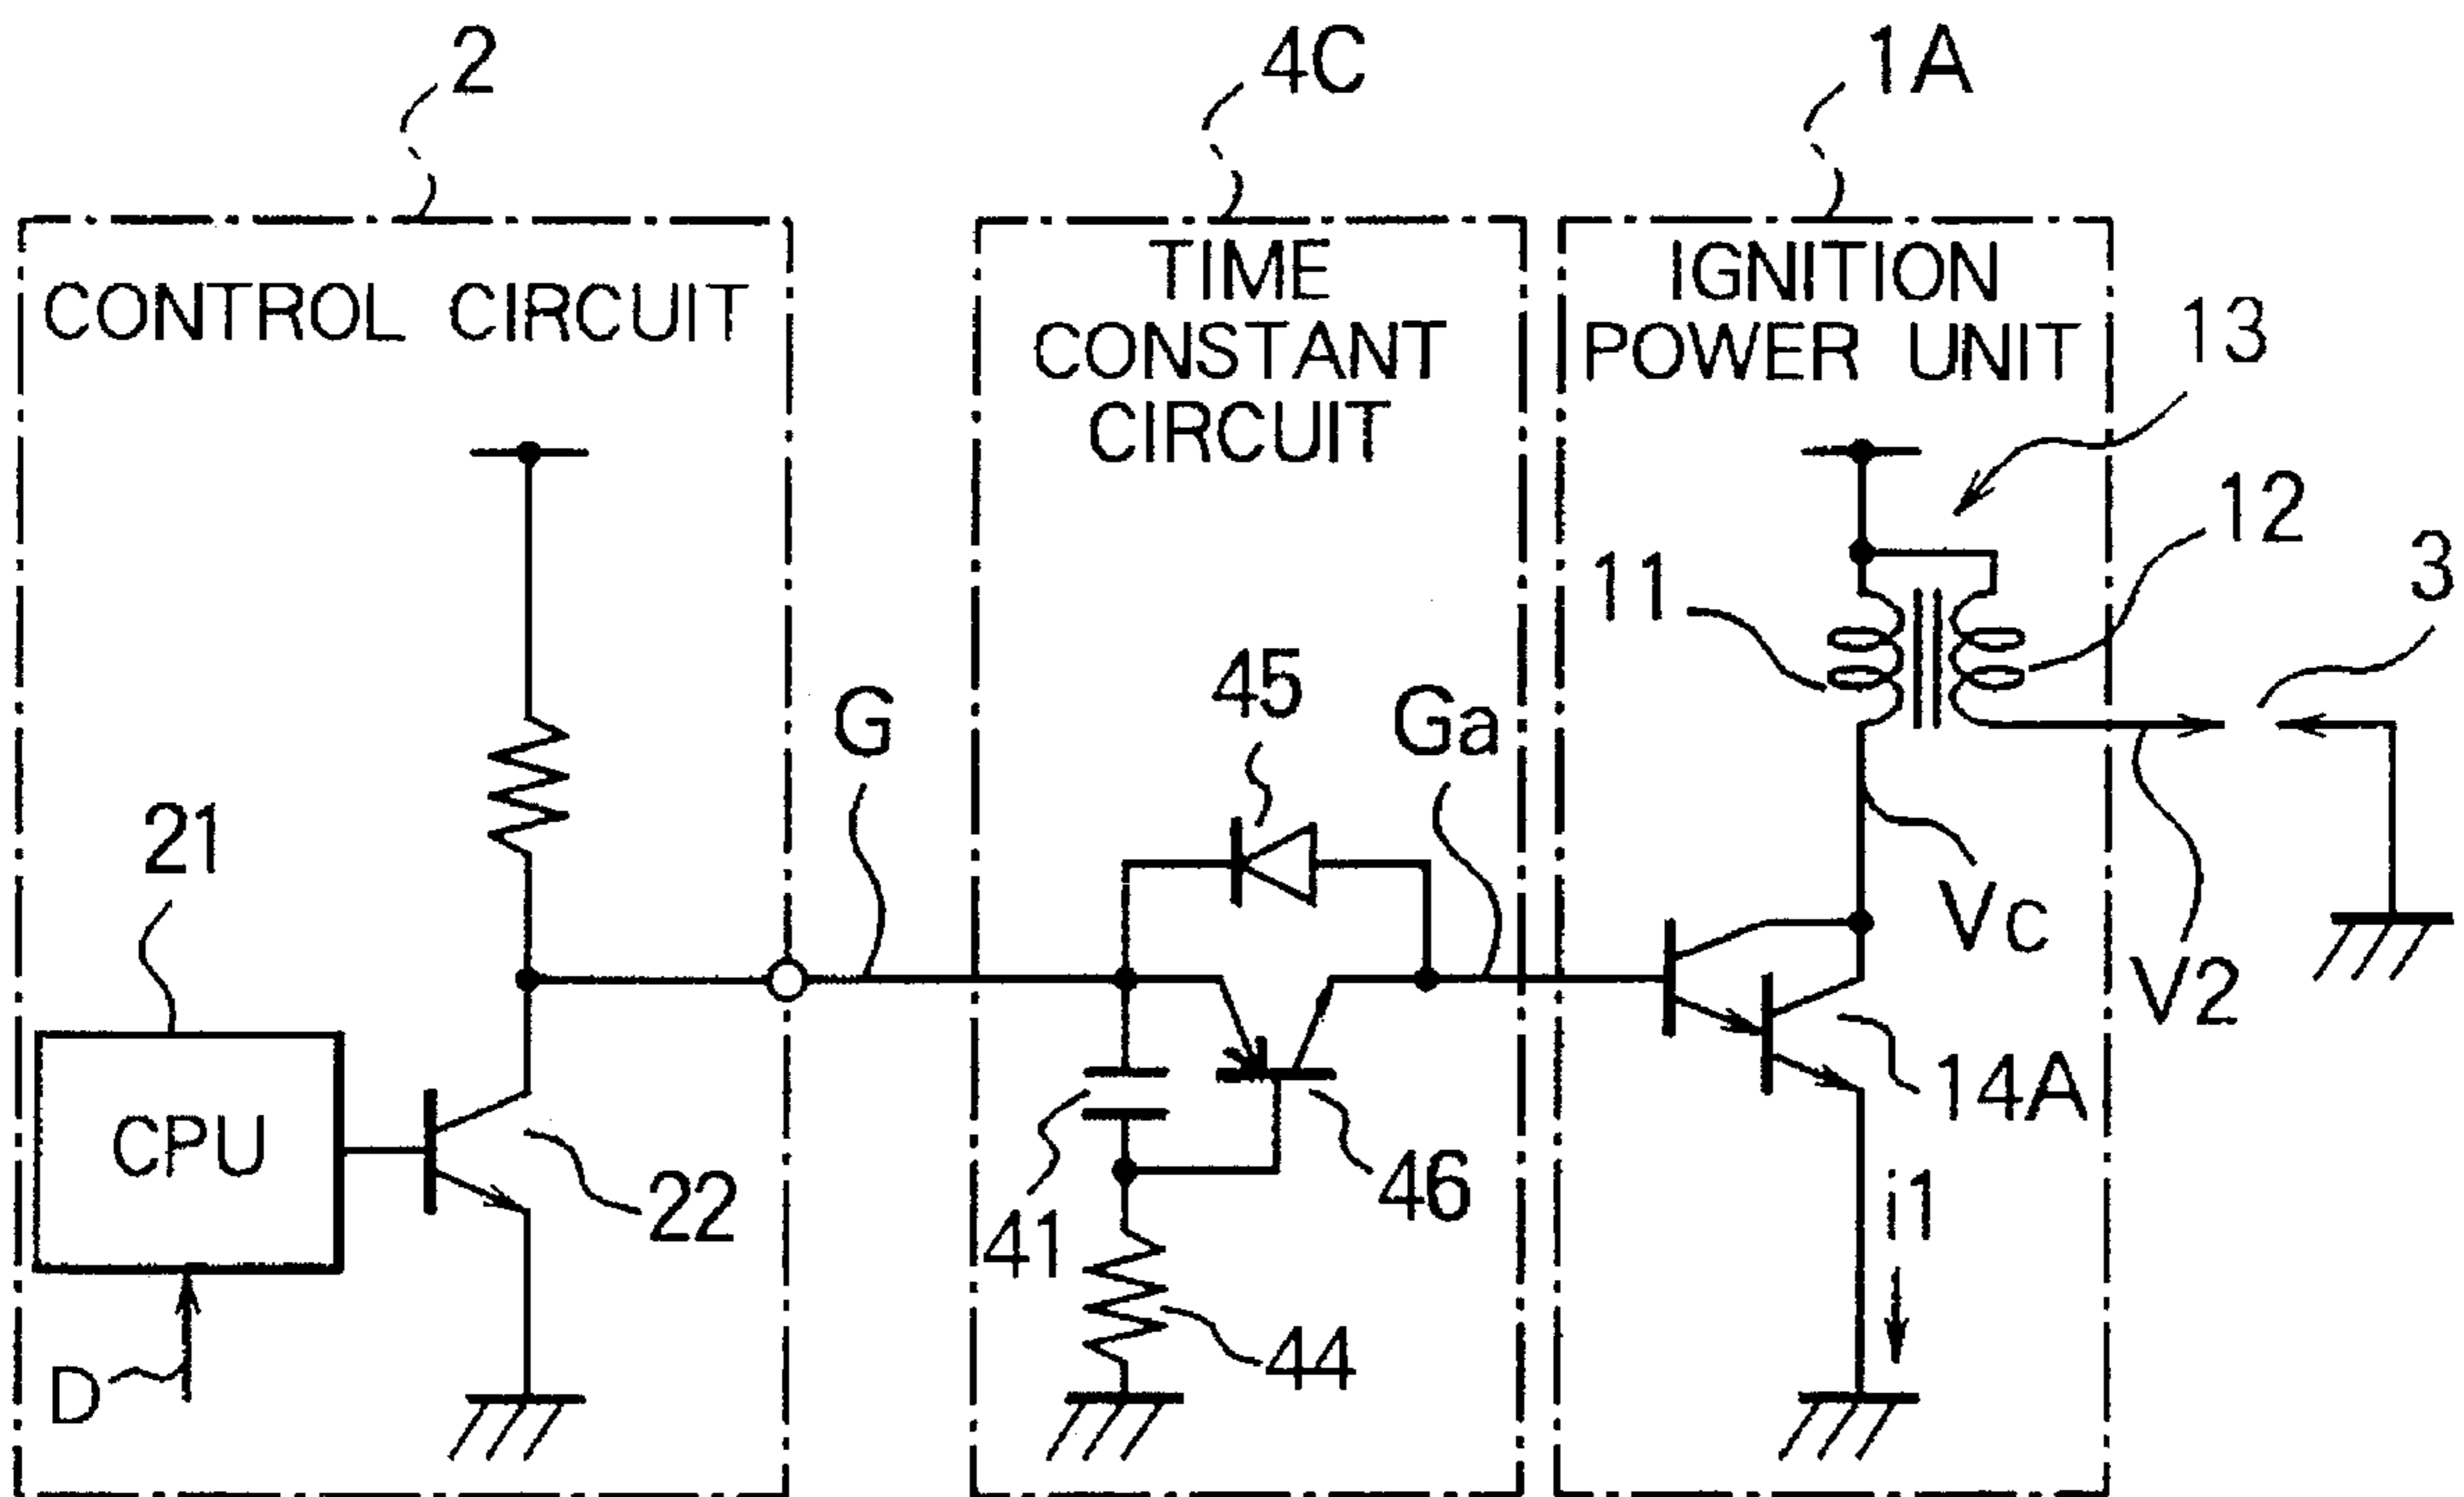 2
4C
1A
CONTROL CIRCUIT
TIME
CONSTANT
CIRCUIT
IGNITION
POWER UNIT
13
12
11
3
45
G
Ga
21
Vc
V2
CPU
14A
22
41
46
i1
44
D